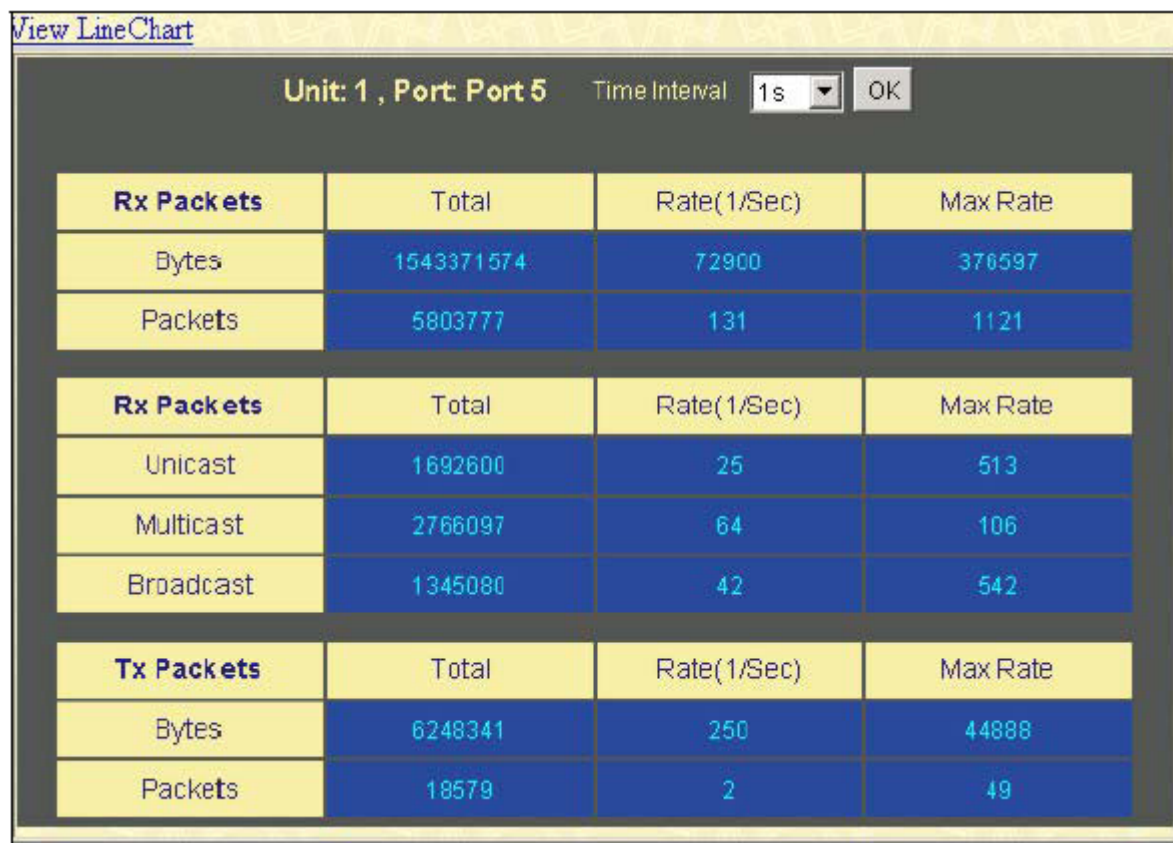 View LineChart
Unit: 1 , Port: Port 5 Time Interval 1s OK
Rx Packets Total Rate(1/Sec) Max Rate
Bytes 1543371574 72900 376597
Packets 5803777 131 1121
Rx Packets Total Rate(1/Sec) Max Rate
Unicast 1692600 25 513
Multicast 2766097 64 106
Broadcast 1345080 42 542
Tx Packets Total Rate(1/Sec) Max Rate
Bytes 6248341 250 44888
Packets 18579 2 49